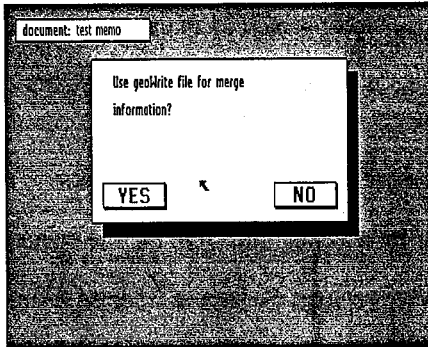 document: test memo
Use geoWrite file for merge
information?
YES
NO